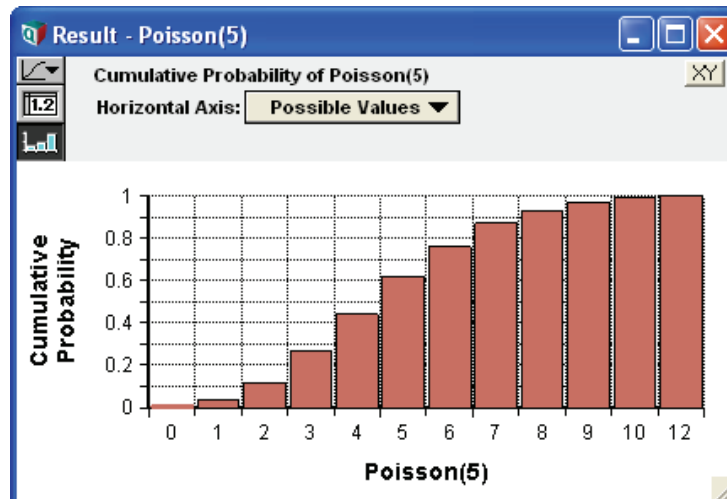 Result - Poisson(5)
Cumulative Probability of Poisson(5)
XY
1.2
Horizontal Axis: Possible Values
1
0.8
0.6
0.4
0.2
0
Cumulative
Probability
0 1 2 3 4 5 6 7 8 9 10 12
Poisson(5)